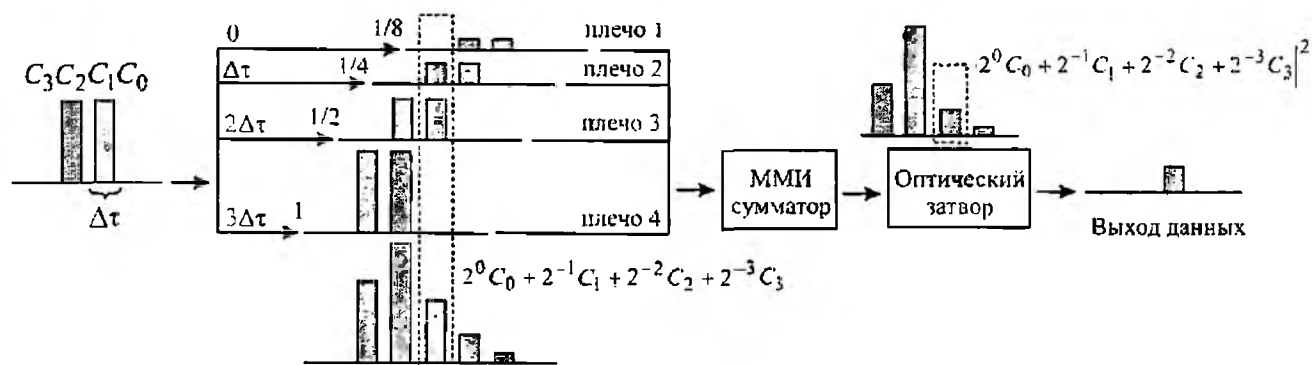 C₃C₂C₁C₀
Δτ
0
1/8
плечо 1
Δτ
1/4
плечо 2
2Δτ
1/2
плечо 3
3Δτ
1
плечо 4
2⁰C₀ + 2⁻¹C₁ + 2⁻²C₂ + 2⁻³C₃
ММИ
сумматор
2⁰C₀ + 2⁻¹C₁ + 2⁻²C₂ + 2⁻³C₃|²
Оптический
затвор
Выход данных